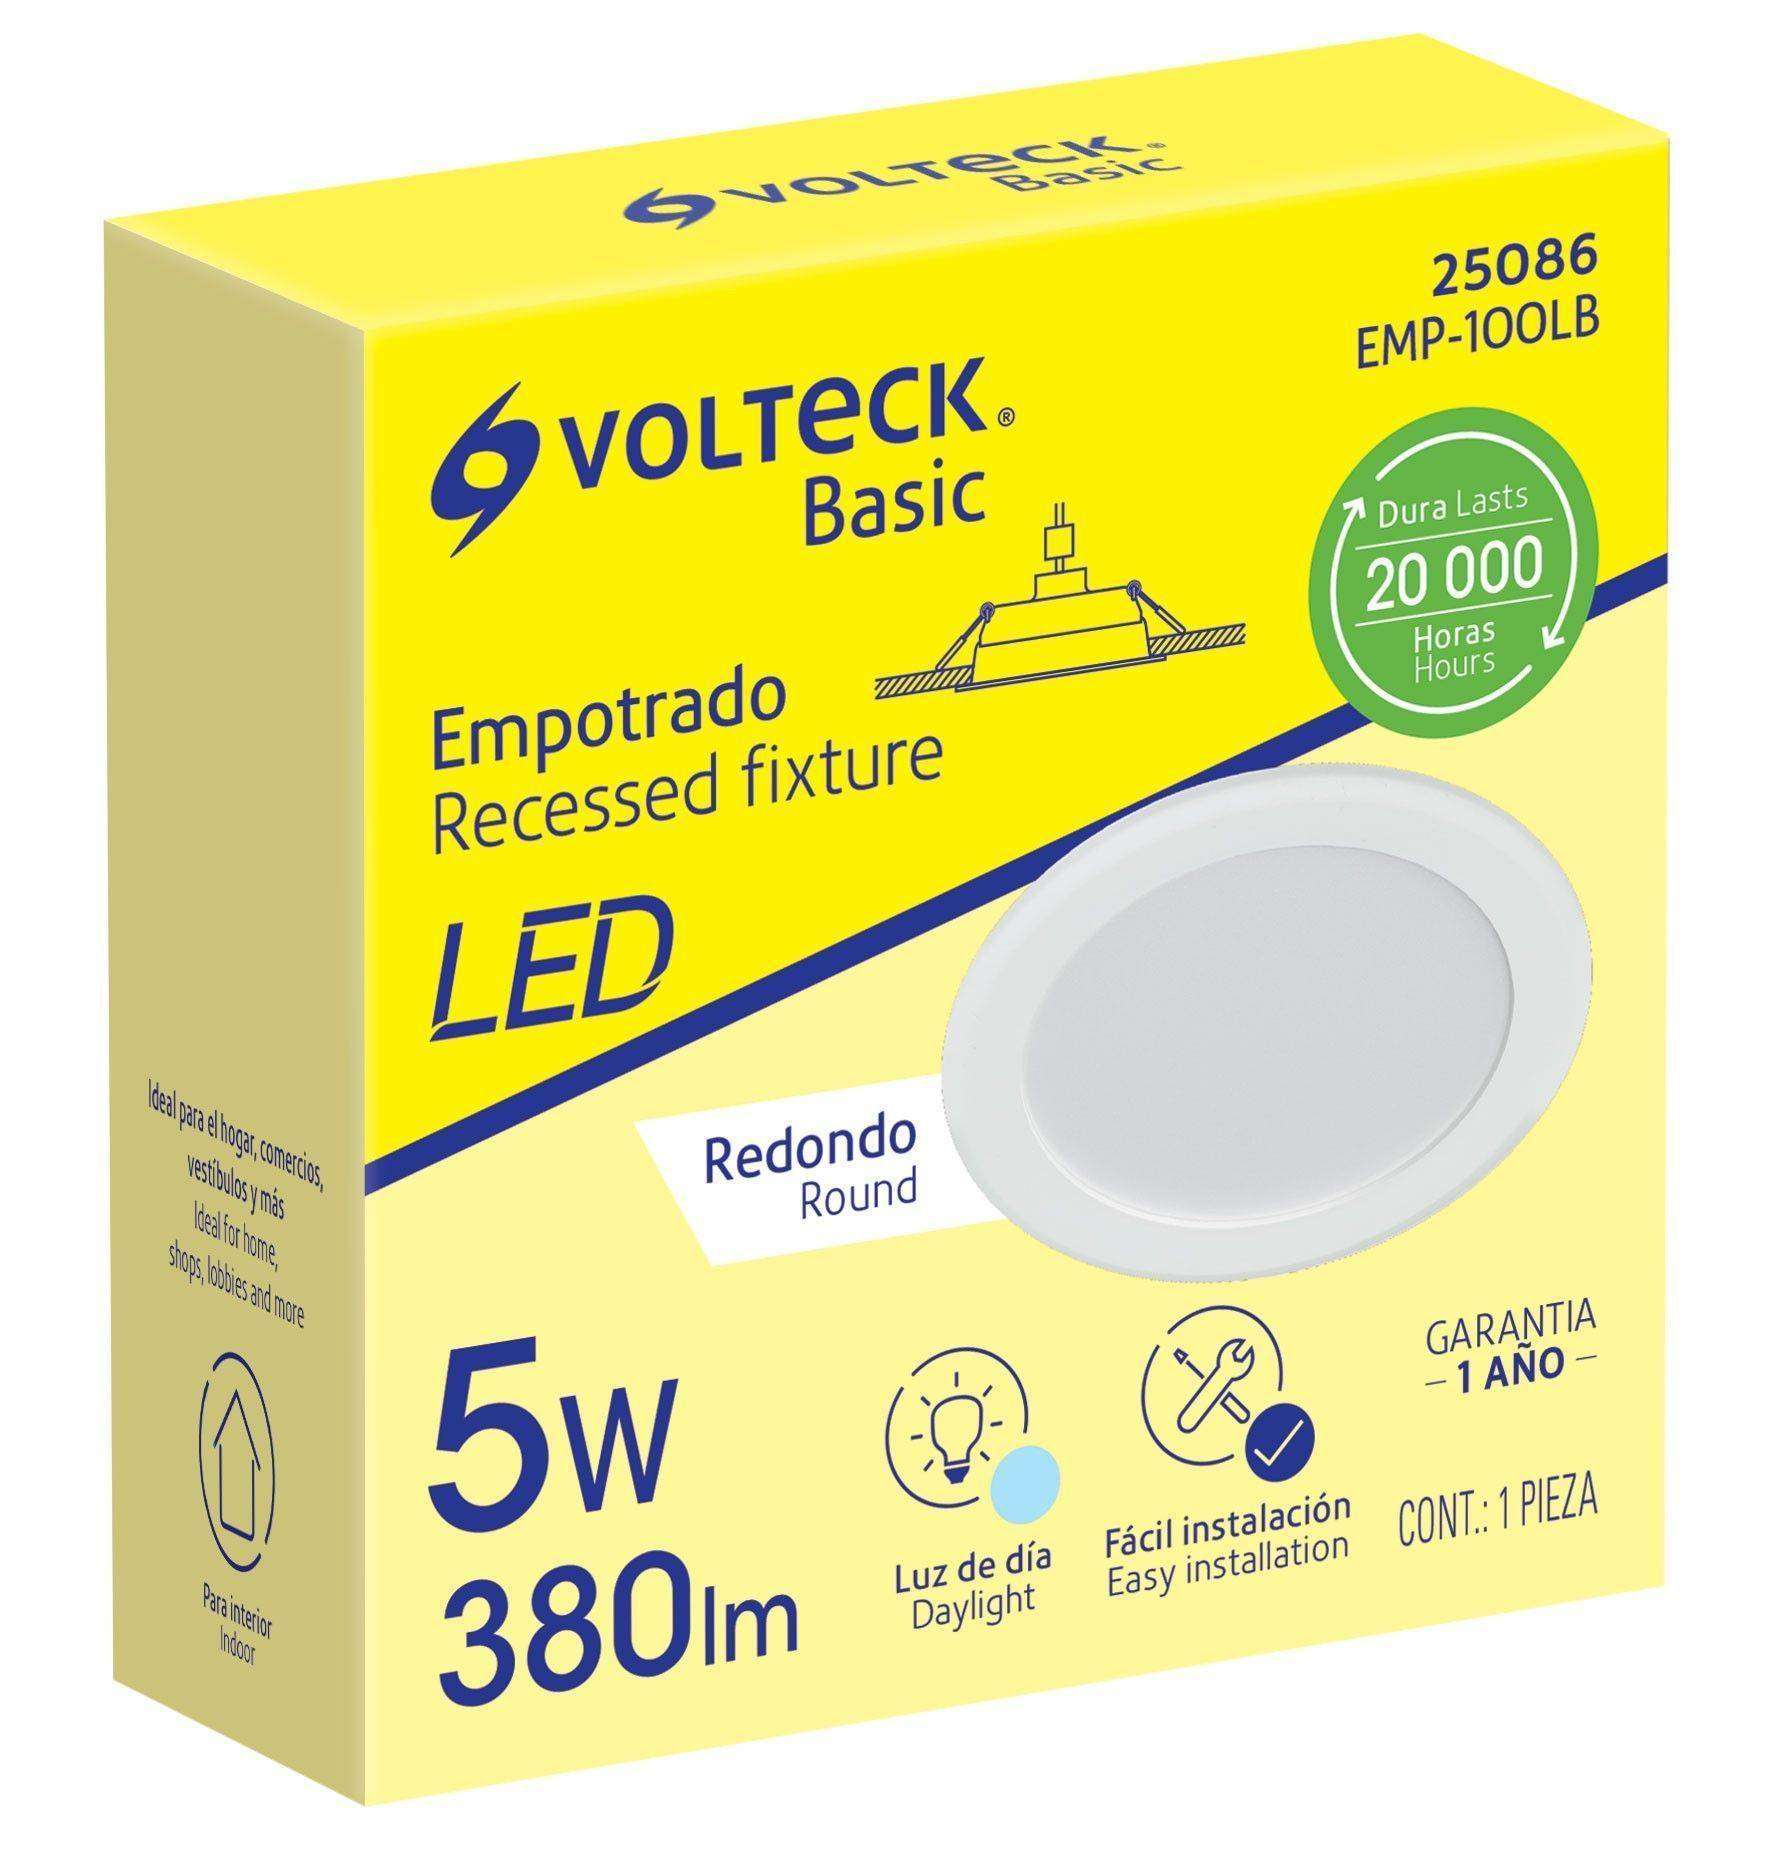 VOLTECK®
Basic
25086
EMP-100LB
VOLTECK®
Basic
Dura Lasts
20 000
Horas
Hours
Empotrado
Recessed fixture
LED
Redondo
Round
5W
380lm
Luz de día
Daylight
Fácil instalación
Easy installation
GARANTIA
– 1 AÑO –
CONT.: 1 PIEZA
Ideal para el hogar, comercios,
vestíbulos y más
Ideal for home,
shops, lobbies and more
Para interior
Indoor